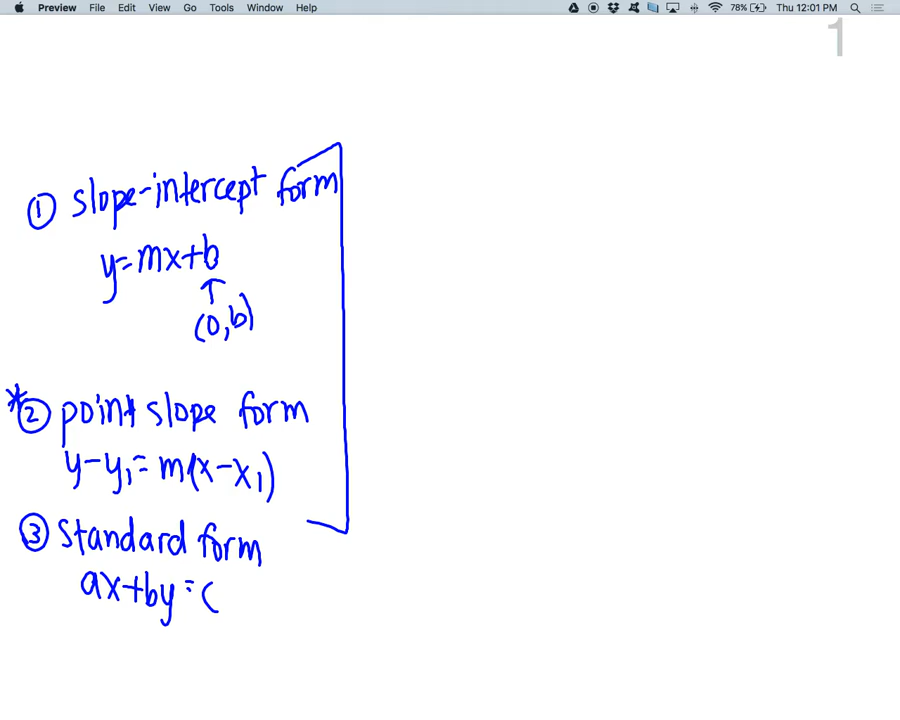 Preview File Edit View Go Tools Window Help 78% Thu 12:01 PM
1
① slope-intercept form
y=mx+b
↑
(0,b)
*② point slope form
y-y₁=m(x-x₁)
③ standard form
ax+by=c